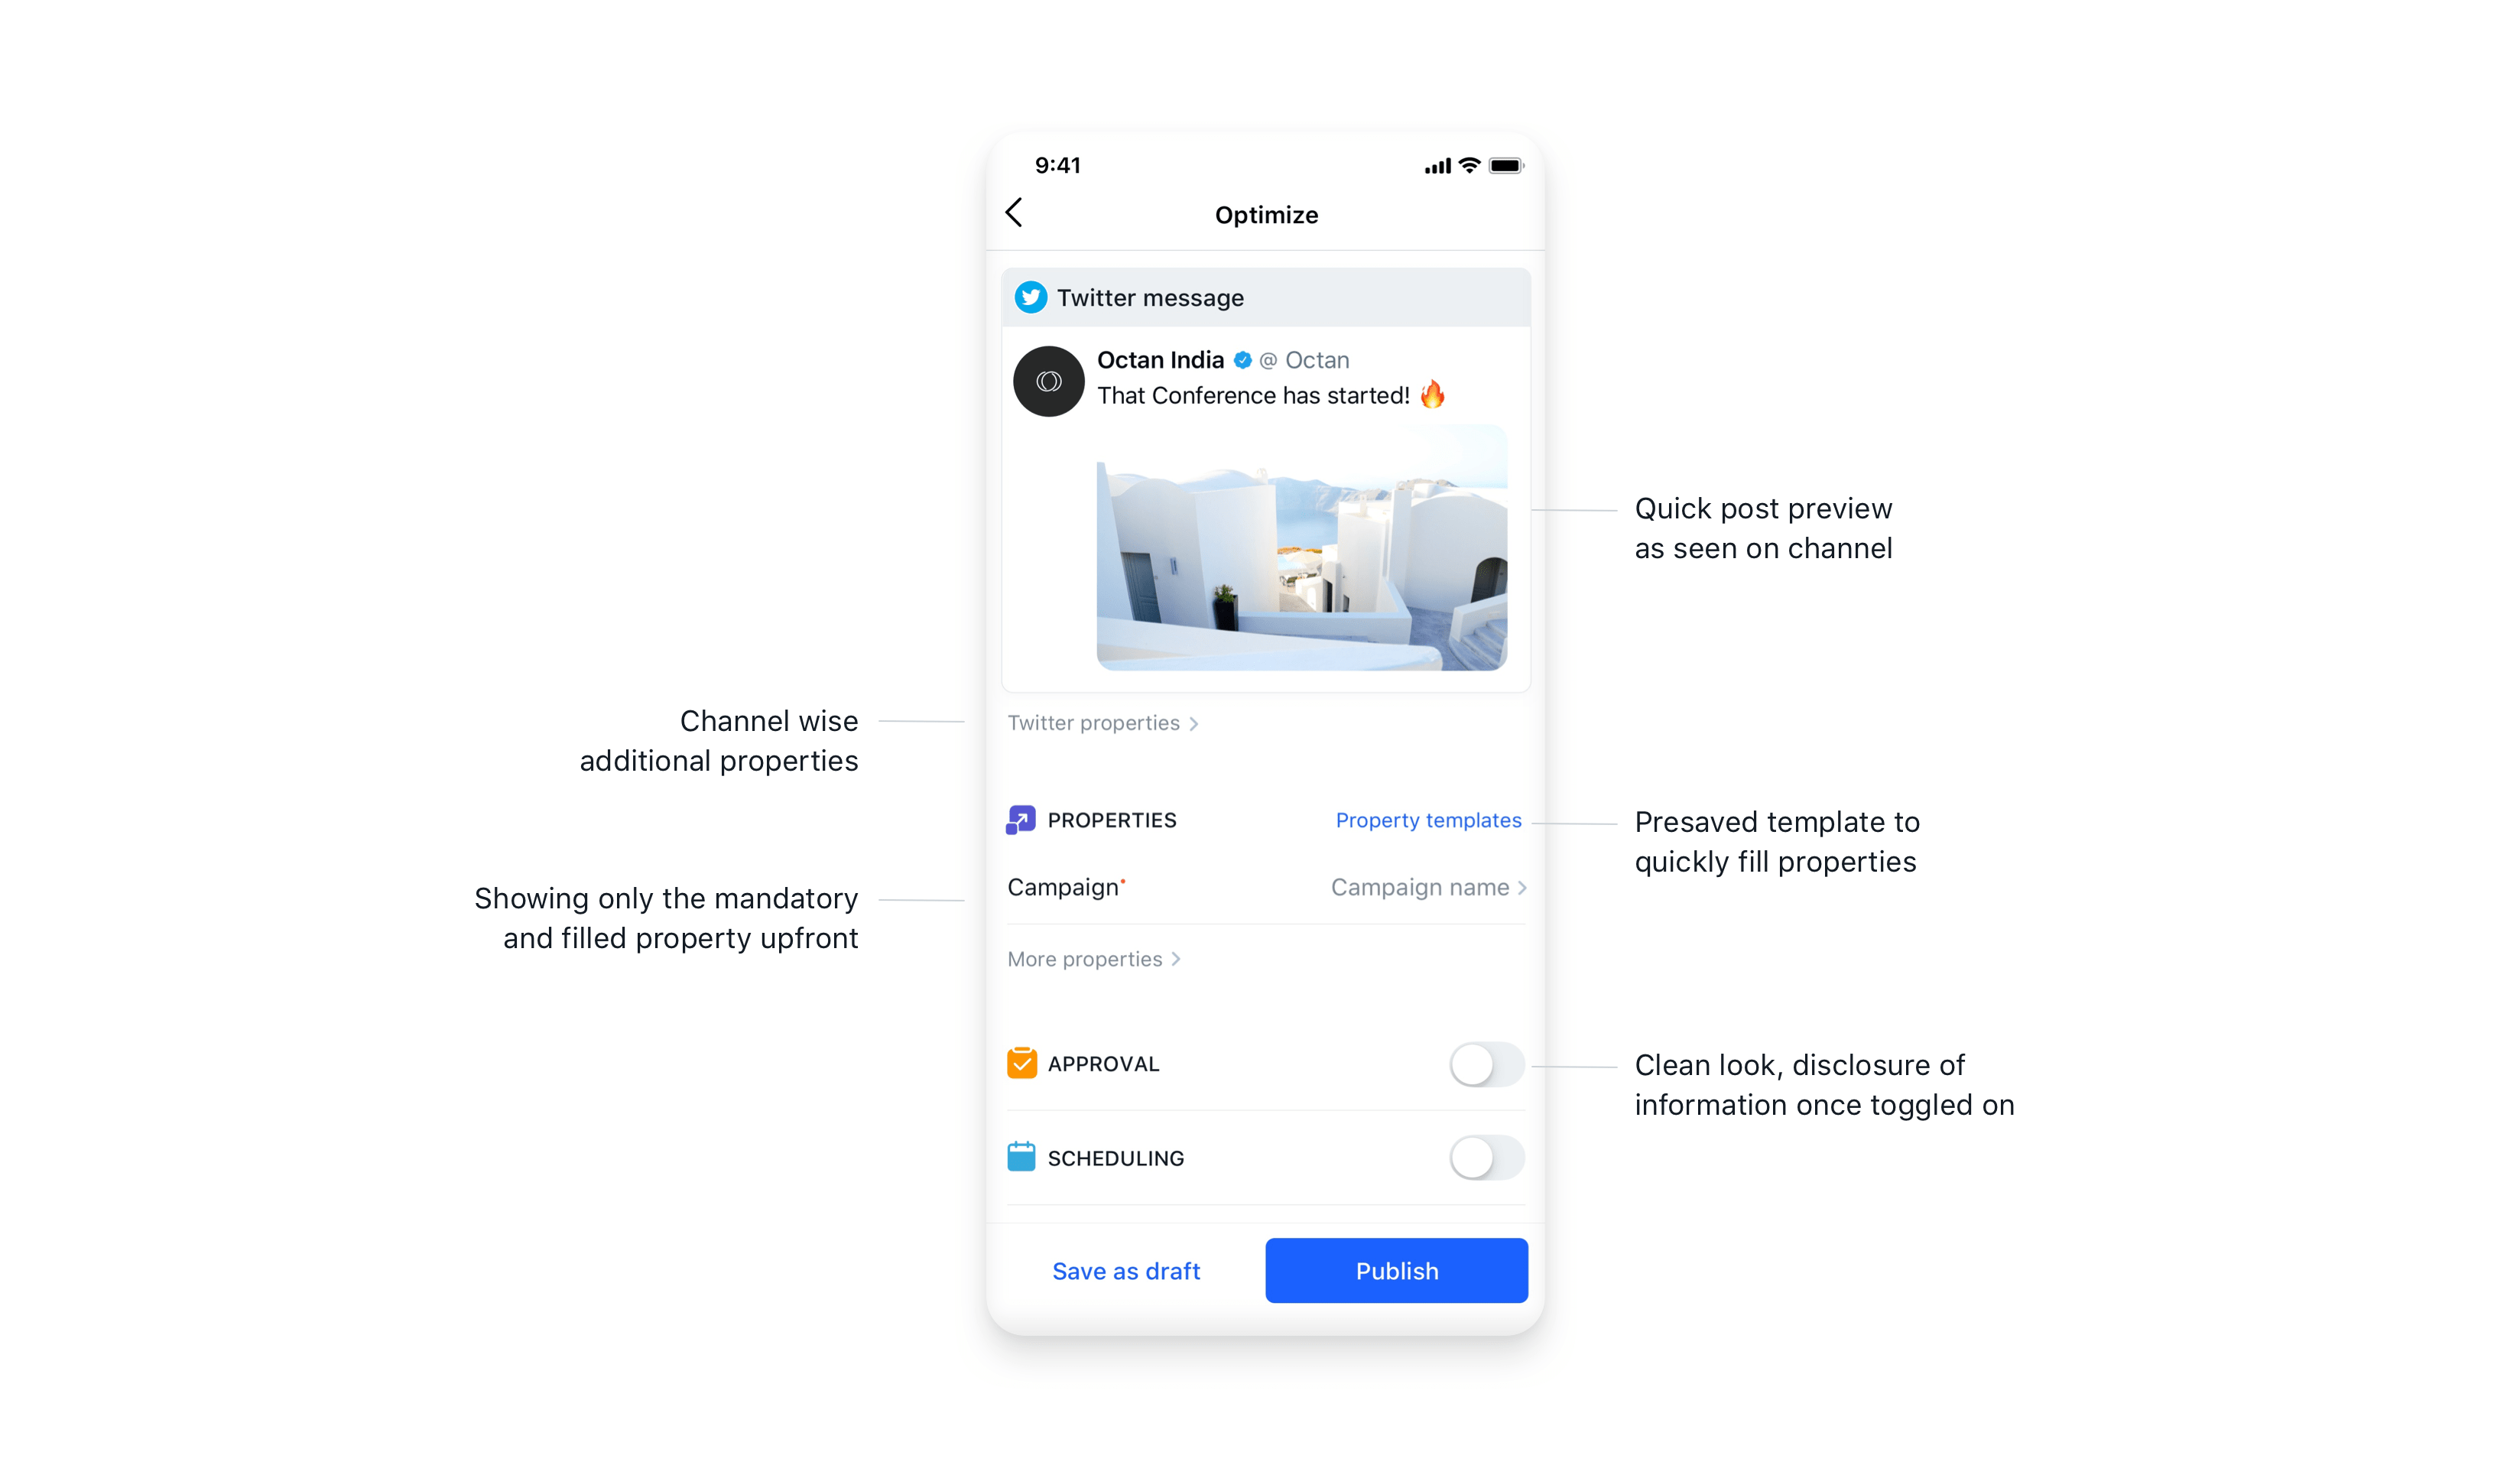 9:41
Optimize
Twitter message
Octan India @ Octan
That Conference has started! 🔥
Quick post preview
as seen on channel
Channel wise
additional properties
Twitter properties
PROPERTIES
Property templates
Presaved template to
quickly fill properties
Showing only the mandatory
and filled property upfront
Campaign
Campaign name
More properties
APPROVAL
Clean look, disclosure of
information once toggled on
SCHEDULING
Save as draft
Publish